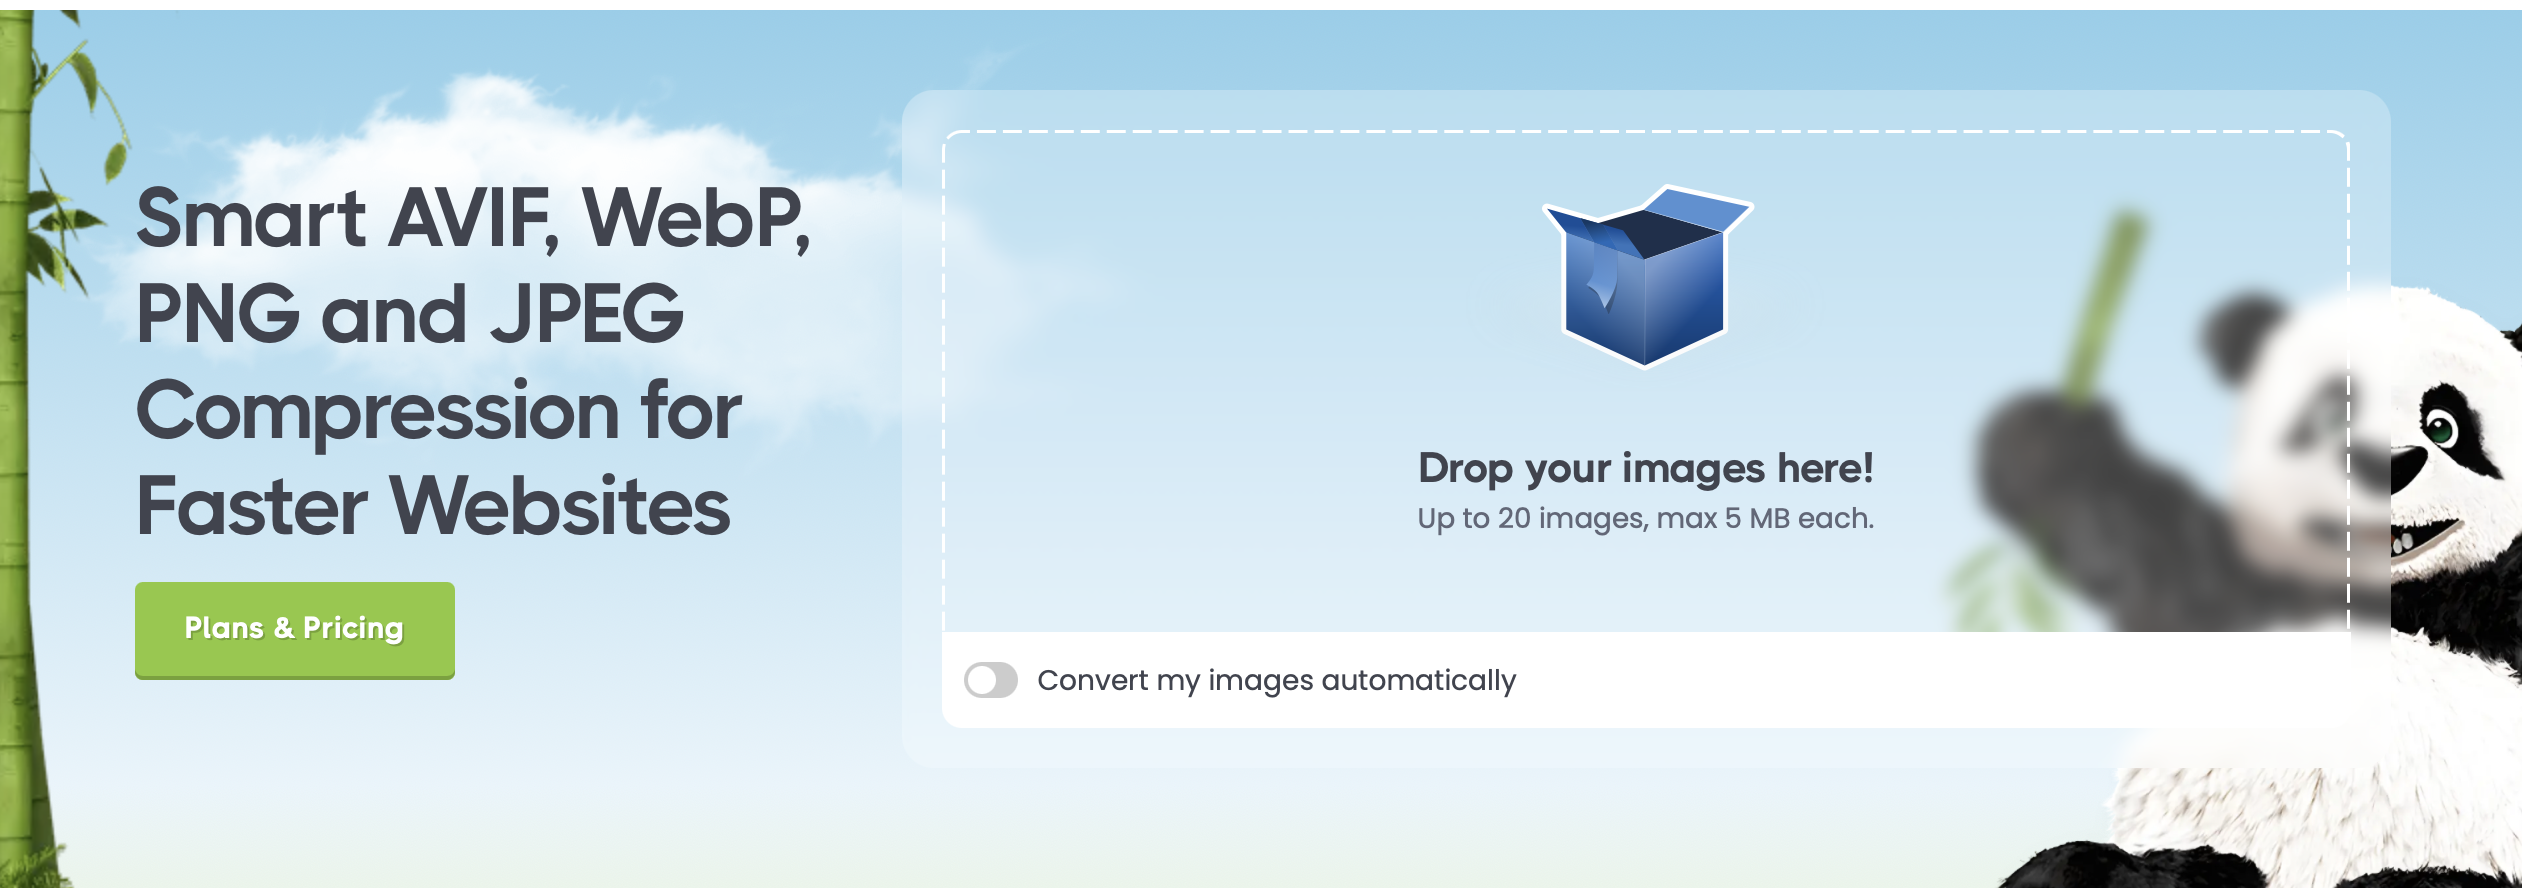 Smart AVIF, WebP,
PNG and JPEG
Compression for
Faster Websites
Plans & Pricing
Drop your images here!
Up to 20 images, max 5 MB each.
Convert my images automatically